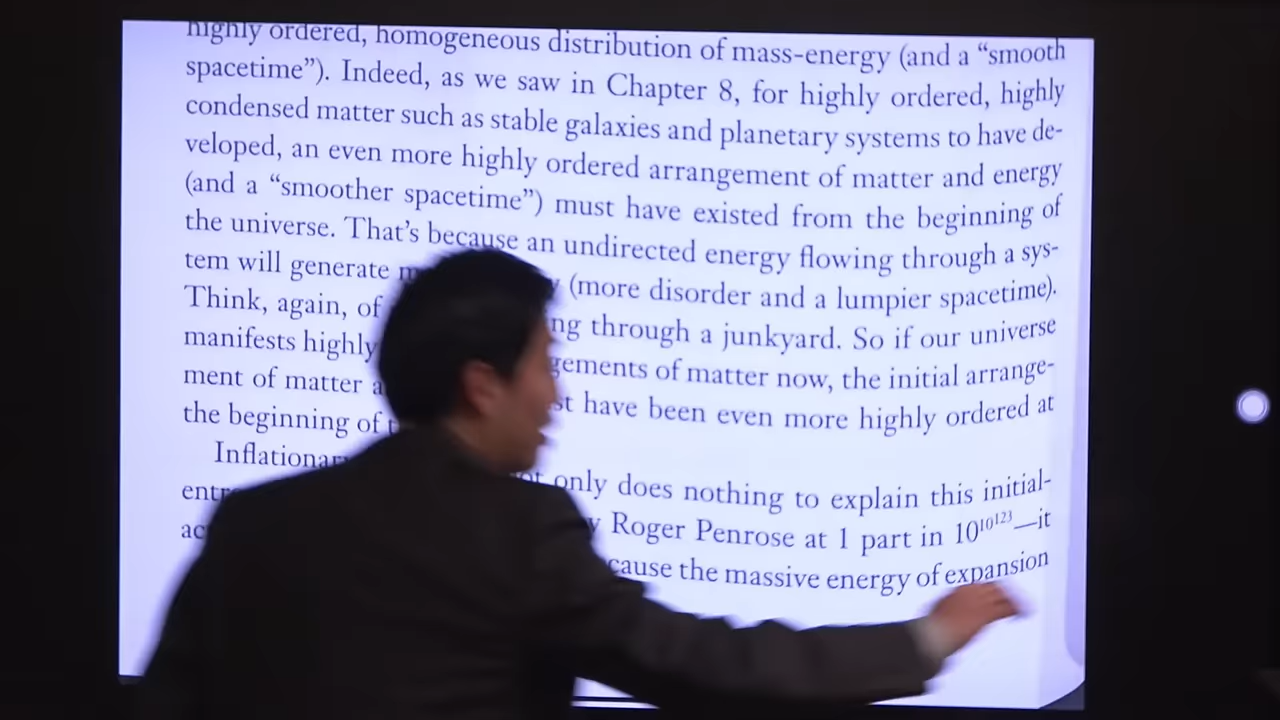 highly ordered, homogeneous distribution of mass-energy (and a “smooth
spacetime”). Indeed, as we saw in Chapter 8, for highly ordered, highly
condensed matter such as stable galaxies and planetary systems to have de-
veloped, an even more highly ordered arrangement of matter and energy
(and a “smoother spacetime”) must have existed from the beginning of
the universe. That’s because an undirected energy flowing through a sys-
tem will generate (more disorder and a lumpier spacetime).
Think, again, of through a junkyard. So if our universe
manifests highly of matter now, the initial arrange-
ment of matter have been even more highly ordered at
the beginning of
only does nothing to explain this initial-
Roger Penrose at 1 part in 10^10^123—it
the massive energy of expansion